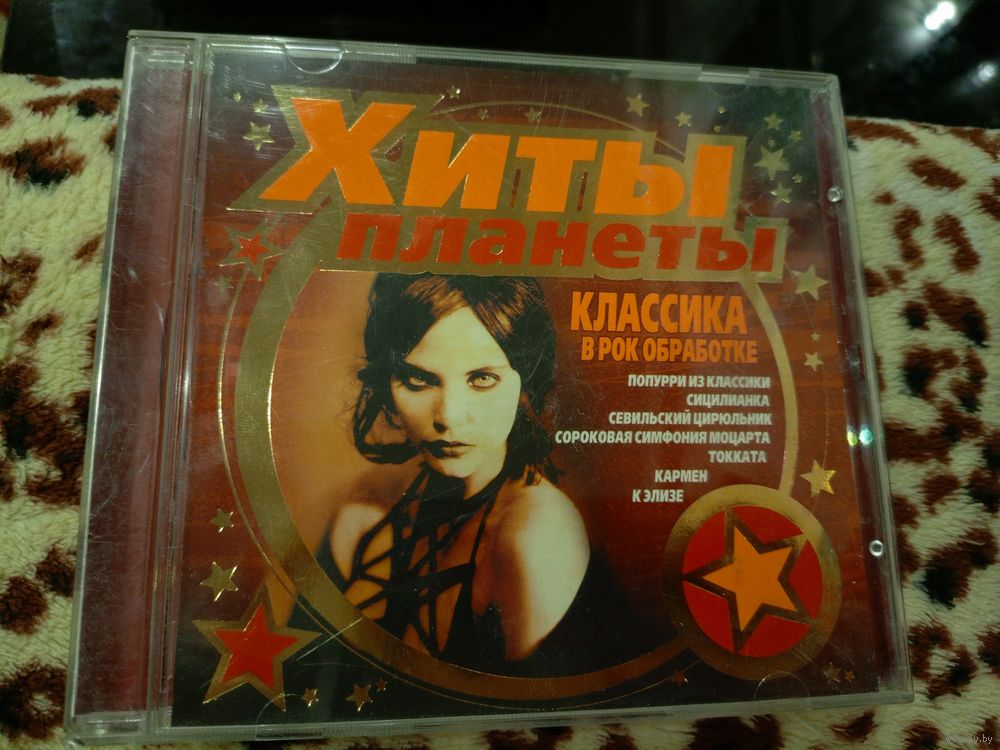 Хиты
планеты
КЛАССИКА
В РОК ОБРАБОТКЕ
ПОПУРРИ ИЗ КЛАССИКИ
СИЦИЛИАНКА
СЕВИЛЬСКИЙ ЦИРЮЛЬНИК
СОРОКОВАЯ СИМФОНИЯ МОЦАРТА
ТОККАТА
КАРМЕН
К ЭЛИЗЕ